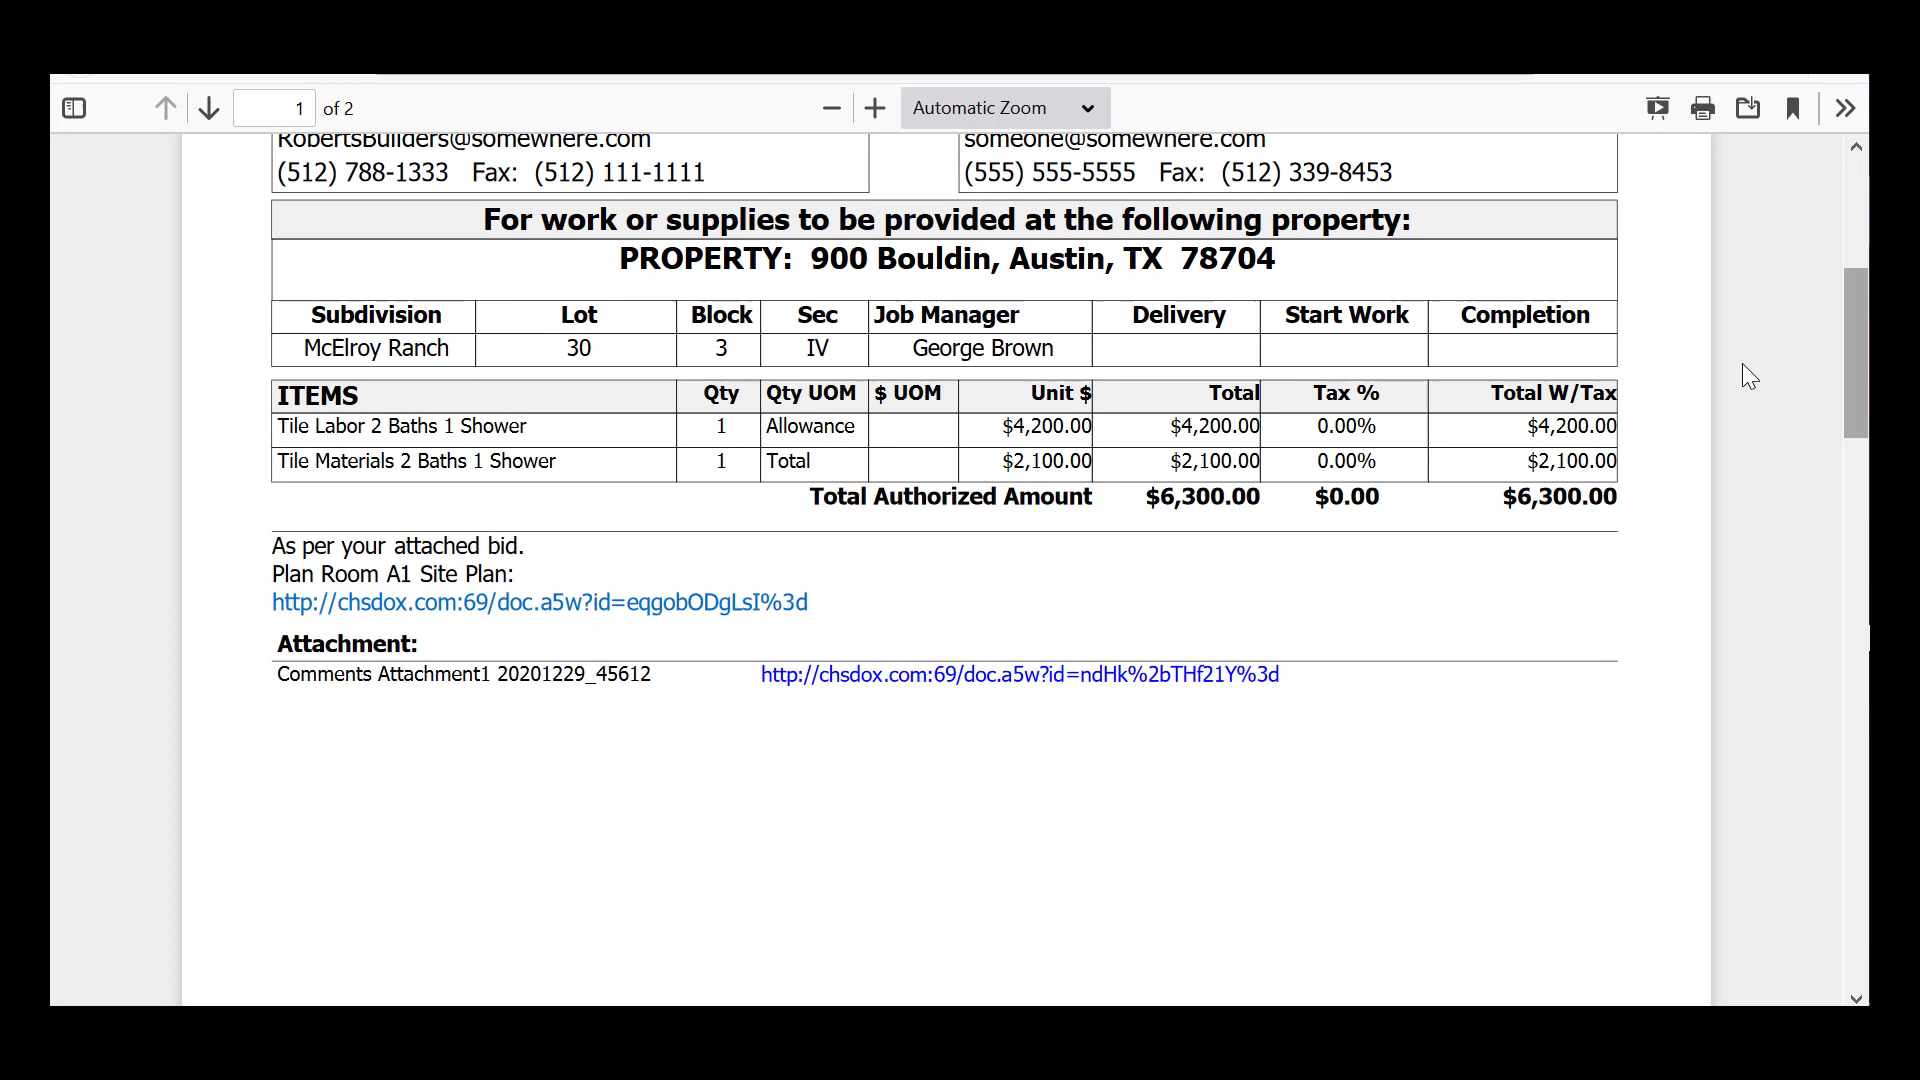 1 of 2 Automatic Zoom
RobertsBuilders@somewhere.com someone@somewhere.com
(512) 788-1333 Fax: (512) 111-1111 (555) 555-5555 Fax: (512) 339-8453
For work or supplies to be provided at the following property:
PROPERTY: 900 Bouldin, Austin, TX 78704
Subdivision Lot Block Sec Job Manager Delivery Start Work Completion
McElroy Ranch 30 3 IV George Brown
ITEMS Qty Qty UOM $ UOM Unit $ Total Tax % Total W/Tax
Tile Labor 2 Baths 1 Shower 1 Allowance $4,200.00 $4,200.00 0.00% $4,200.00
Tile Materials 2 Baths 1 Shower 1 Total $2,100.00 $2,100.00 0.00% $2,100.00
Total Authorized Amount $6,300.00 $0.00 $6,300.00
As per your attached bid.
Plan Room A1 Site Plan:
http://chsdox.com:69/doc.a5w?id=eqgobODgLsI%3d
Attachment:
Comments Attachment1 20201229_45612 http://chsdox.com:69/doc.a5w?id=ndHk%2bTHf21Y%3d